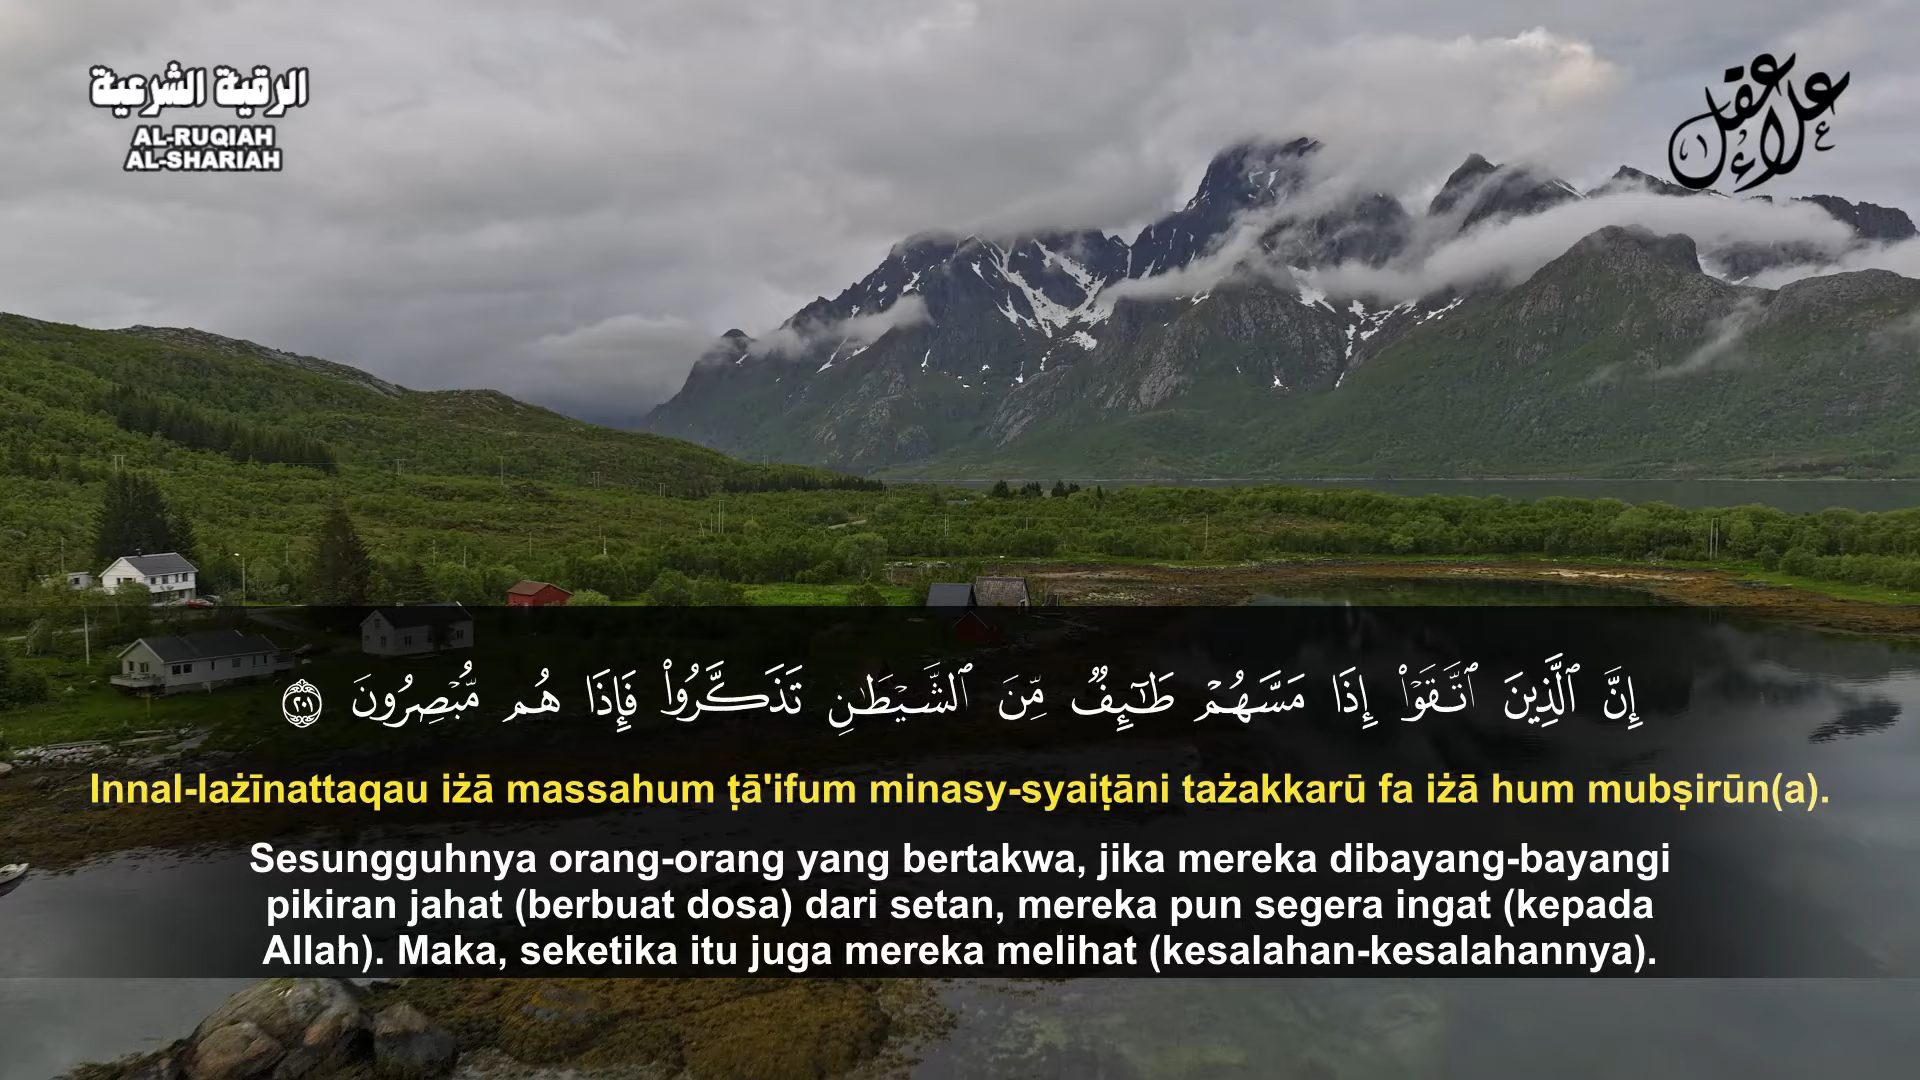 الرقية الشرعية
AL-RUQIAH
AL-SHARIAH
علاء عقل
إِنَّ ٱلَّذِينَ ٱتَّقَوْا۟ إِذَا مَسَّهُمْ طَـٰٓئِفٌ مِّنَ ٱلشَّيْطَـٰنِ تَذَكَّرُوا۟ فَإِذَا هُم مُّبْصِرُونَ ٢٠١
Innal-lażīnattaqau iżā massahum ṭā'ifum minasy-syaiṭāni tażakkarū fa iżā hum mubṣirūn(a).
Sesungguhnya orang-orang yang bertakwa, jika mereka dibayang-bayangi
pikiran jahat (berbuat dosa) dari setan, mereka pun segera ingat (kepada
Allah). Maka, seketika itu juga mereka melihat (kesalahan-kesalahannya).